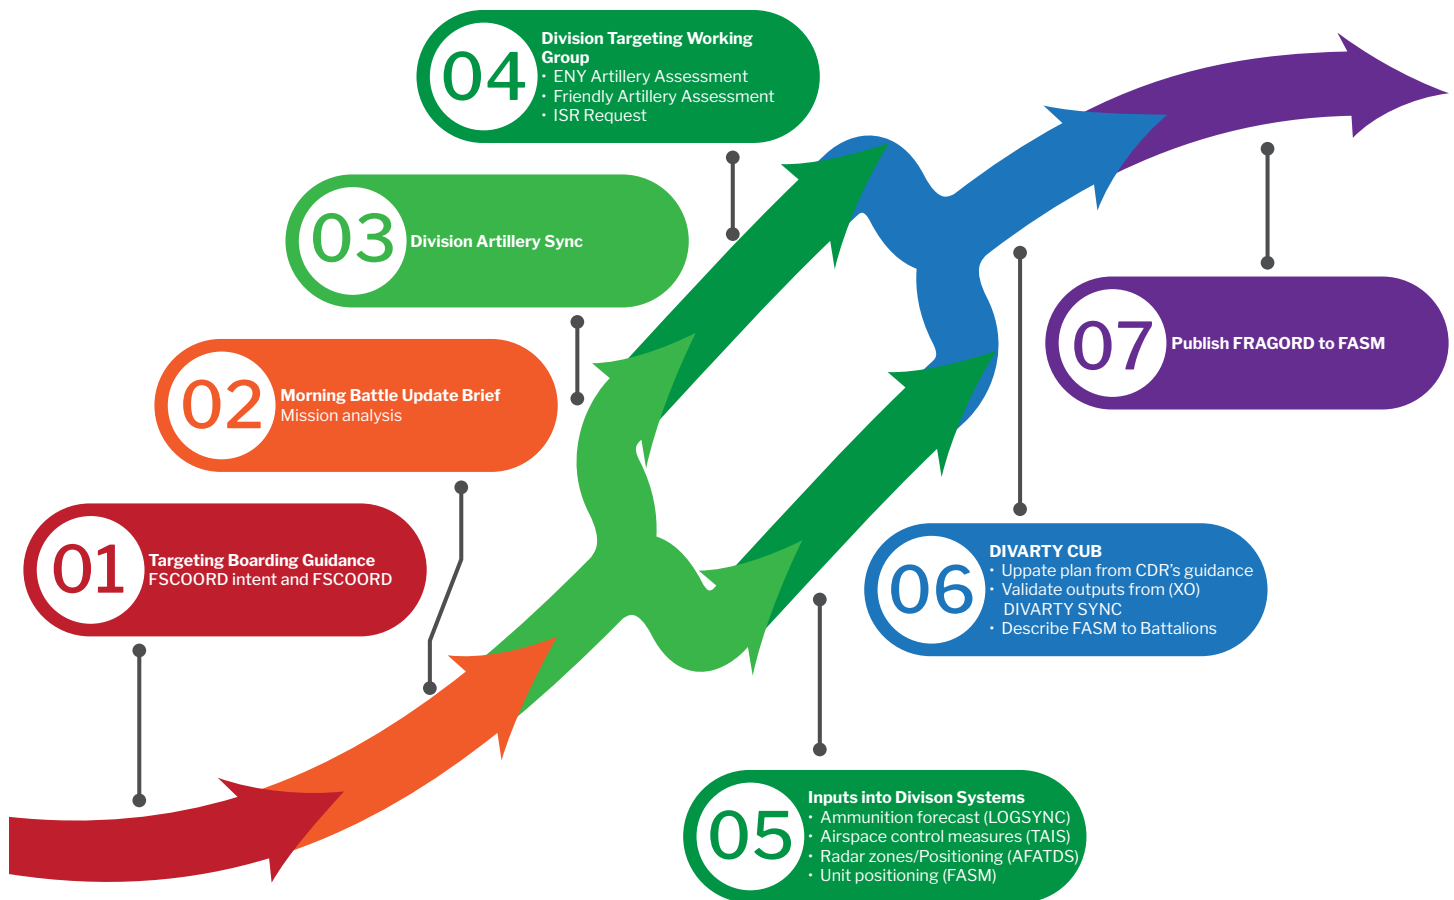 04
Division Targeting Working
Group
• ENY Artillery Assessment
• Friendly Artillery Assessment
• ISR Request
03
Division Artillery Sync
02
Morning Battle Update Brief
Mission analysis
01
Targeting Boarding Guidance
FSCOORD intent and FSCOORD
07
Publish FRAGORD to FASM
06
DIVARTY CUB
• Uppate plan from CDR’s guidance
• Validate outputs from (XO)
DIVARTY SYNC
• Describe FASM to Battalions
05
Inputs into Divison Systems
• Ammunition forecast (LOGSYNC)
• Airspace control measures (TAIS)
• Radar zones/Positioning (AFATDS)
• Unit positioning (FASM)